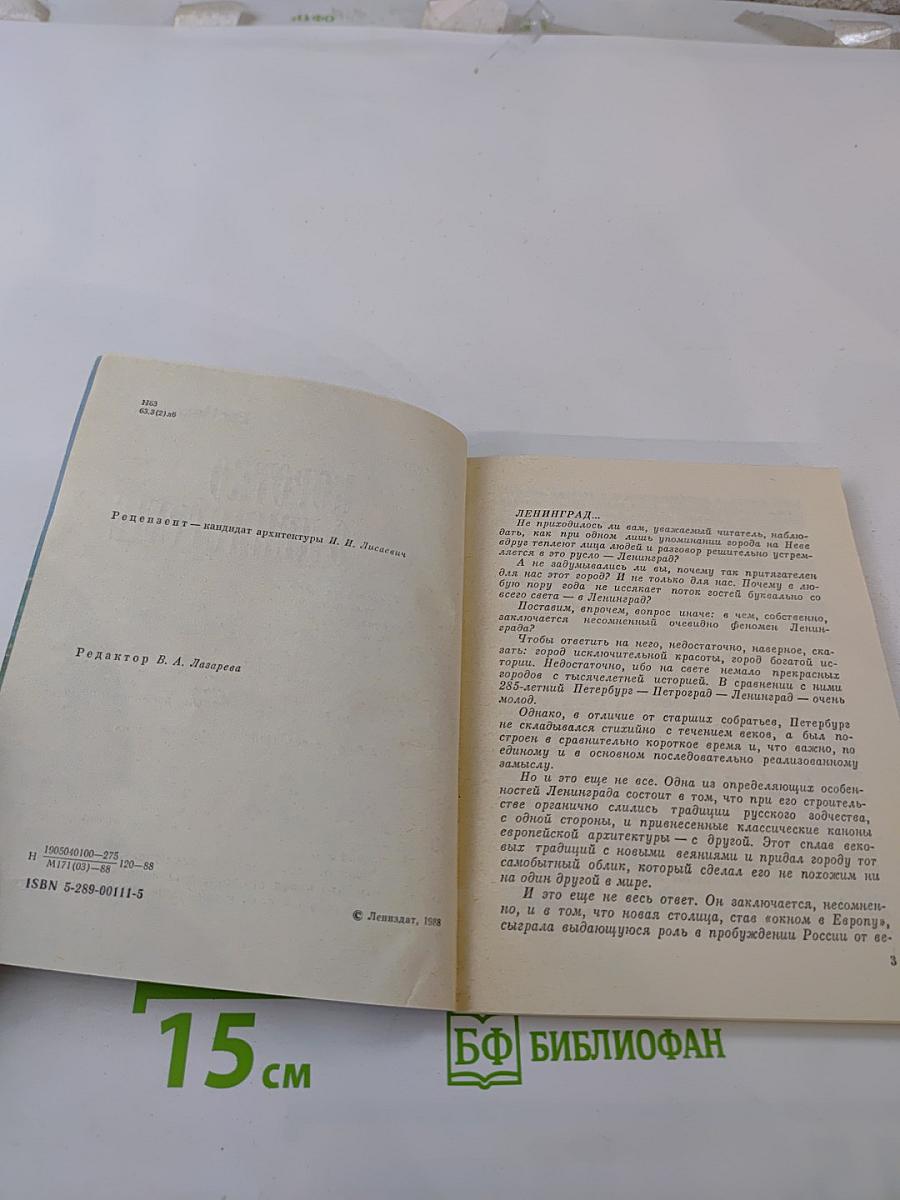 Н63
63.3(2)лб
Рецензент — кандидат архитектуры И. И. Лисаевич
Редактор В. А. Лазарева
Н 1905040100—275
М171(03)—88 120—88
ISBN 5-289-00111-5
© Лениздат, 1988
ЛЕНИНГРАД...
Не приходилось ли вам, уважаемый читатель, наблю-
дать, как при одном лишь упоминании города на Неве
вдруг теплеют лица людей и разговор решительно устрем-
ляется в это русло — Ленинград?
А не задумывались ли вы, почему так притягателен
для нас этот город? И не только для нас. Почему в лю-
бую пору года не иссякает поток гостей буквально со
всего света — в Ленинград?
Поставим, впрочем, вопрос иначе: в чем, собственно,
заключается несомненный очевидно феномен Ленин-
града?
Чтобы ответить на него, недостаточно, наверное, ска-
зать: город исключительной красоты, город богатой ис-
тории. Недостаточно, ибо на свете немало прекрасных
городов с тысячелетней историей. В сравнении с ними
285-летний Петербург — Петроград — Ленинград — очень
молод.
Однако, в отличие от старших собратьев, Петербург
не складывался стихийно с течением веков, а был по-
строен в сравнительно короткое время и, что важно, по
единому и в основном последовательно реализованному
замыслу.
Но и это еще не все. Одна из определяющих особен-
ностей Ленинграда состоит в том, что при его строитель-
стве органично слились традиции русского зодчества,
с одной стороны, и привнесенные классические каноны
европейской архитектуры — с другой. Этот сплав веко-
вых традиций с новыми веяниями и придал городу тот
самобытный облик, который сделал его не похожим ни
на один другой в мире.
И это еще не весь ответ. Он заключается, несомнен-
но, и в том, что новая столица, став «окном в Европу»,
сыграла выдающуюся роль в пробуждении России от ве-
3
15 см
БФ БИБЛИОФАН